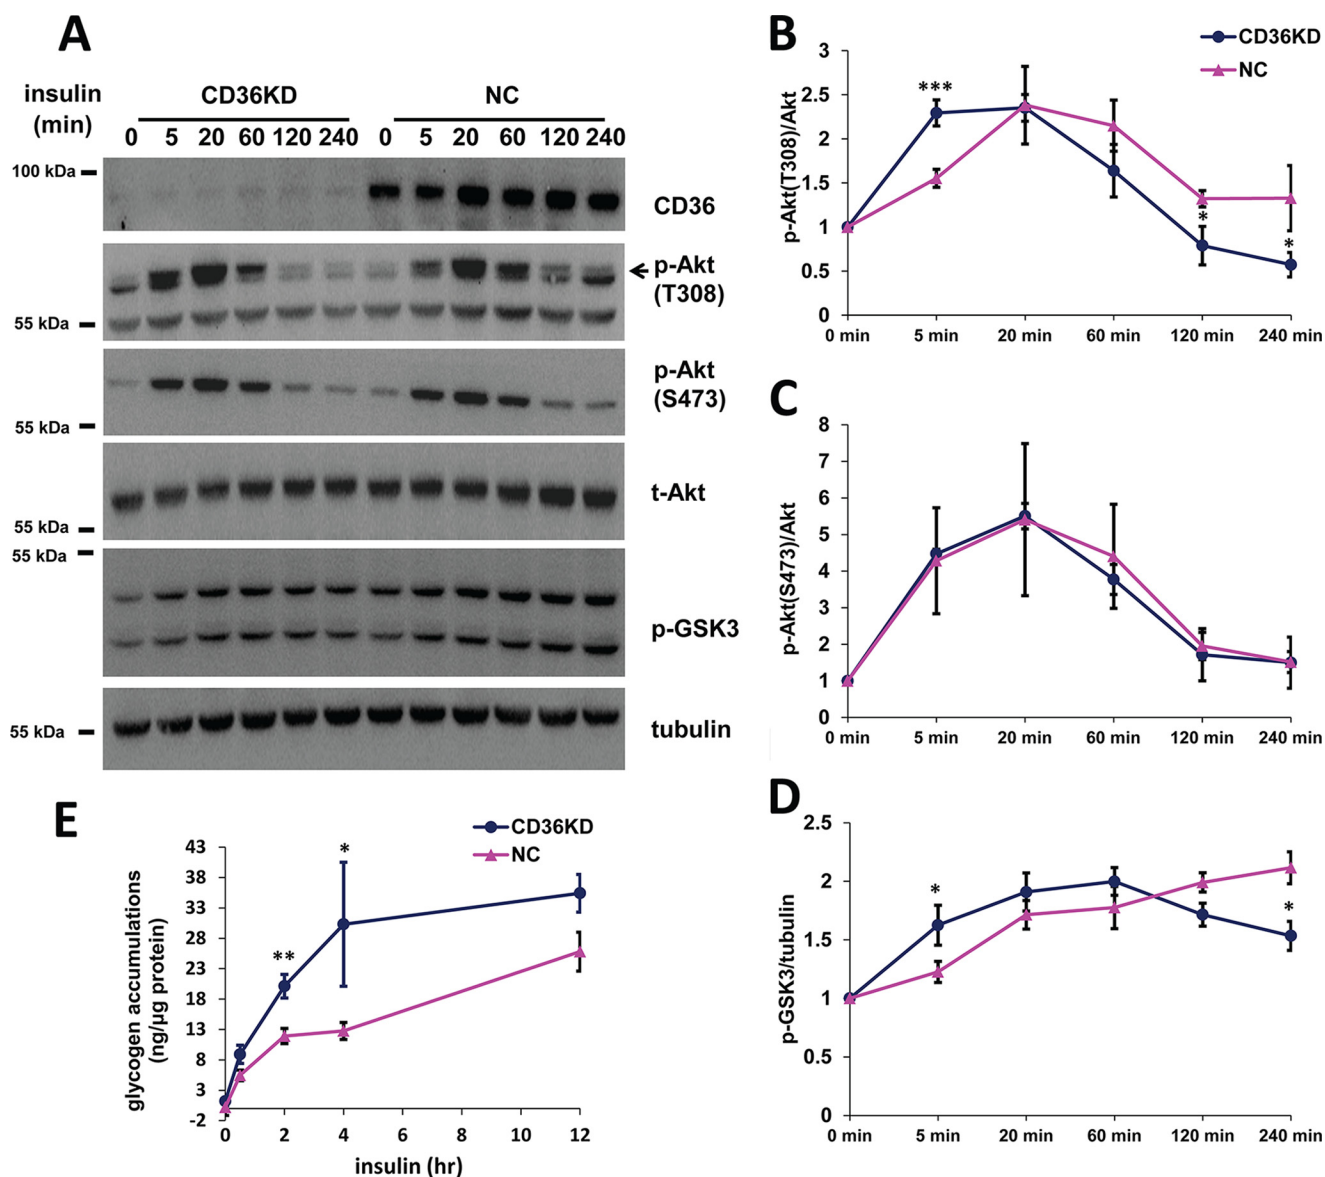 A
insulin
(min)
CD36KD
NC
0 5 20 60 120 240 0 5 20 60 120 240
100 kDa
CD36
p-Akt
(T308)
55 kDa
p-Akt
(S473)
55 kDa
t-Akt
55 kDa
55 kDa
p-GSK3
55 kDa
tubulin
B
CD36KD
NC
p-Akt(T308)/Akt
3
2.5
2
1.5
1
0.5
0
***
*
*
0 min 5 min 20 min 60 min 120 min 240 min
C
p-Akt(S473)/Akt
8
7
6
5
4
3
2
1
0
0 min 5 min 20 min 60 min 120 min 240 min
D
p-GSK3/tubulin
2.5
2
1.5
1
0.5
0
*
*
0 min 5 min 20 min 60 min 120 min 240 min
E
CD36KD
NC
glycogen accumulations
(ng/µg protein)
43
38
33
28
23
18
13
8
3
-2
**
*
0 2 4 6 8 10 12
insulin (hr)